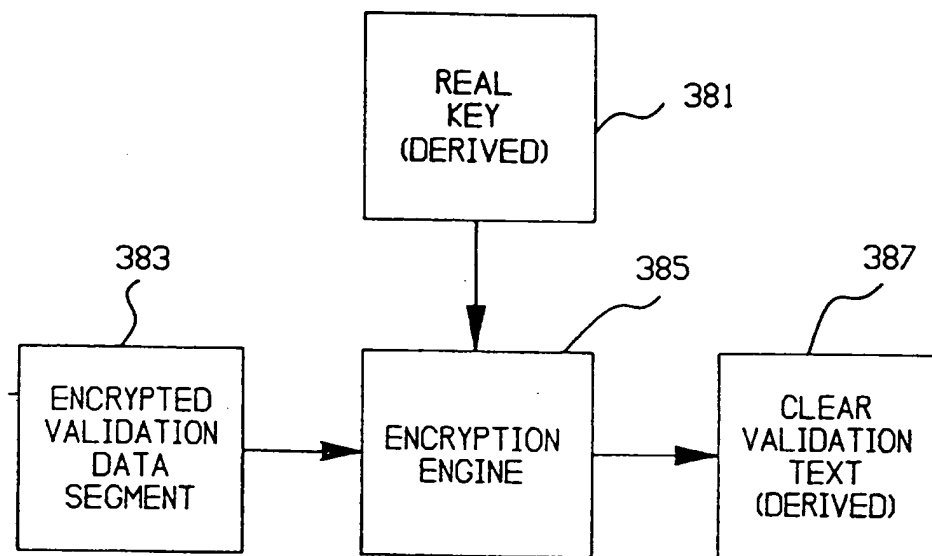 REAL
KEY
(DERIVED)
381
383
385
387
ENCRYPTED
VALIDATION
DATA
SEGMENT
ENCRYPTION
ENGINE
CLEAR
VALIDATION
TEXT
(DERIVED)